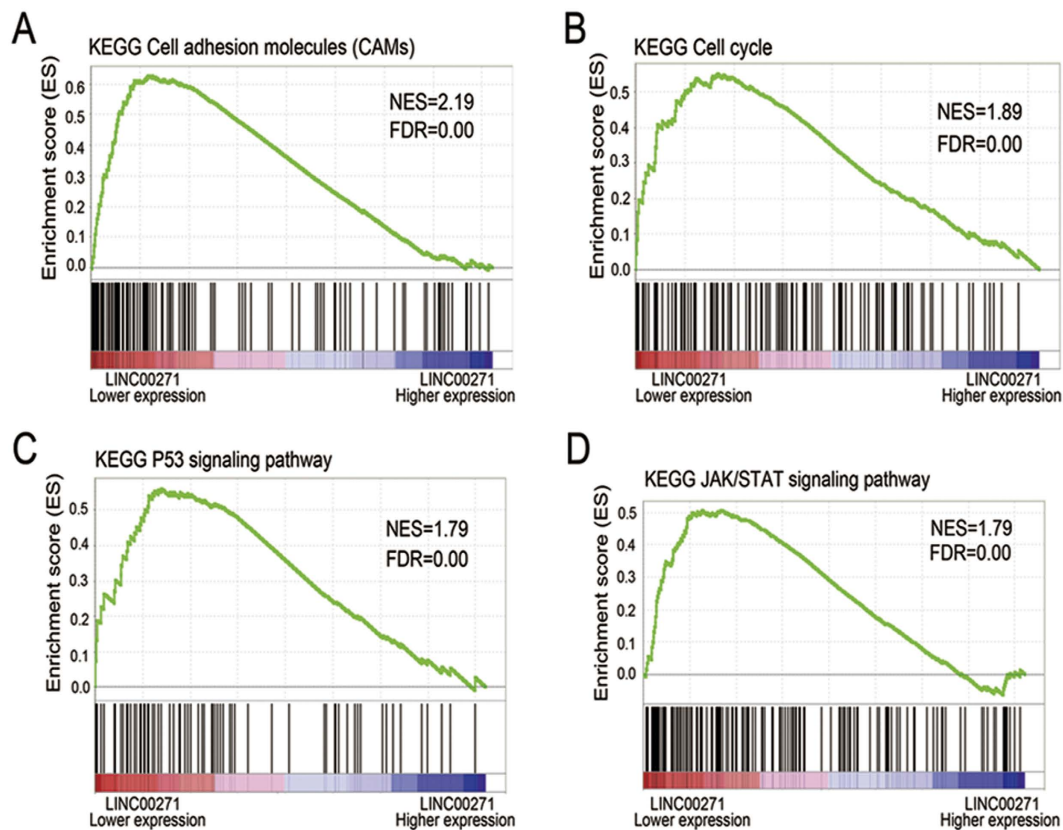 A
KEGG Cell adhesion molecules (CAMs)
Enrichment score (ES)
0.6
0.5
0.4
0.3
0.2
0.1
0.0
NES=2.19
FDR=0.00
LINC00271
Lower expression
LINC00271
Higher expression
B
KEGG Cell cycle
Enrichment score (ES)
0.5
0.4
0.3
0.2
0.1
0.0
NES=1.89
FDR=0.00
LINC00271
Lower expression
LINC00271
Higher expression
C
KEGG P53 signaling pathway
Enrichment score (ES)
0.5
0.4
0.3
0.2
0.1
0.0
NES=1.79
FDR=0.00
LINC00271
Lower expression
LINC00271
Higher expression
D
KEGG JAK/STAT signaling pathway
Enrichment score (ES)
0.5
0.4
0.3
0.2
0.1
0.0
NES=1.79
FDR=0.00
LINC00271
Lower expression
LINC00271
Higher expression